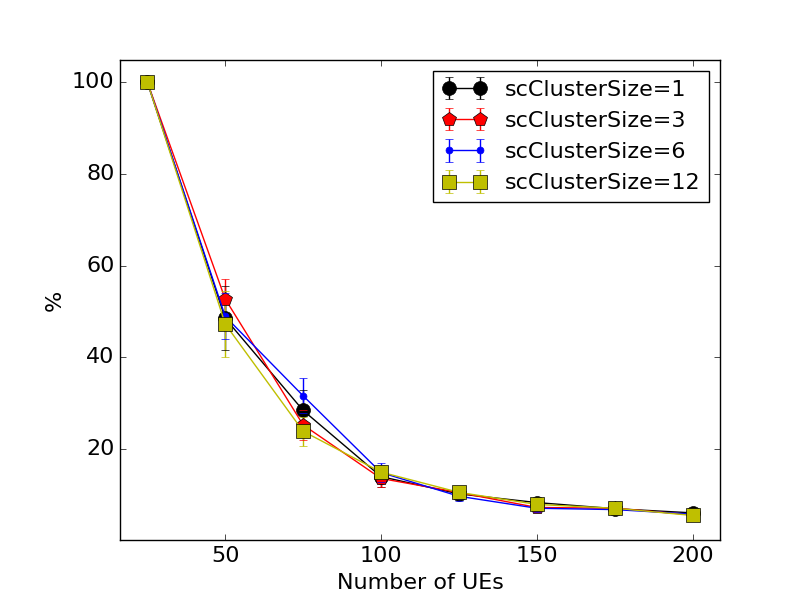 100
80
60
40
20
%
50
100
150
200
Number of UEs
scClusterSize=1
scClusterSize=3
scClusterSize=6
scClusterSize=12